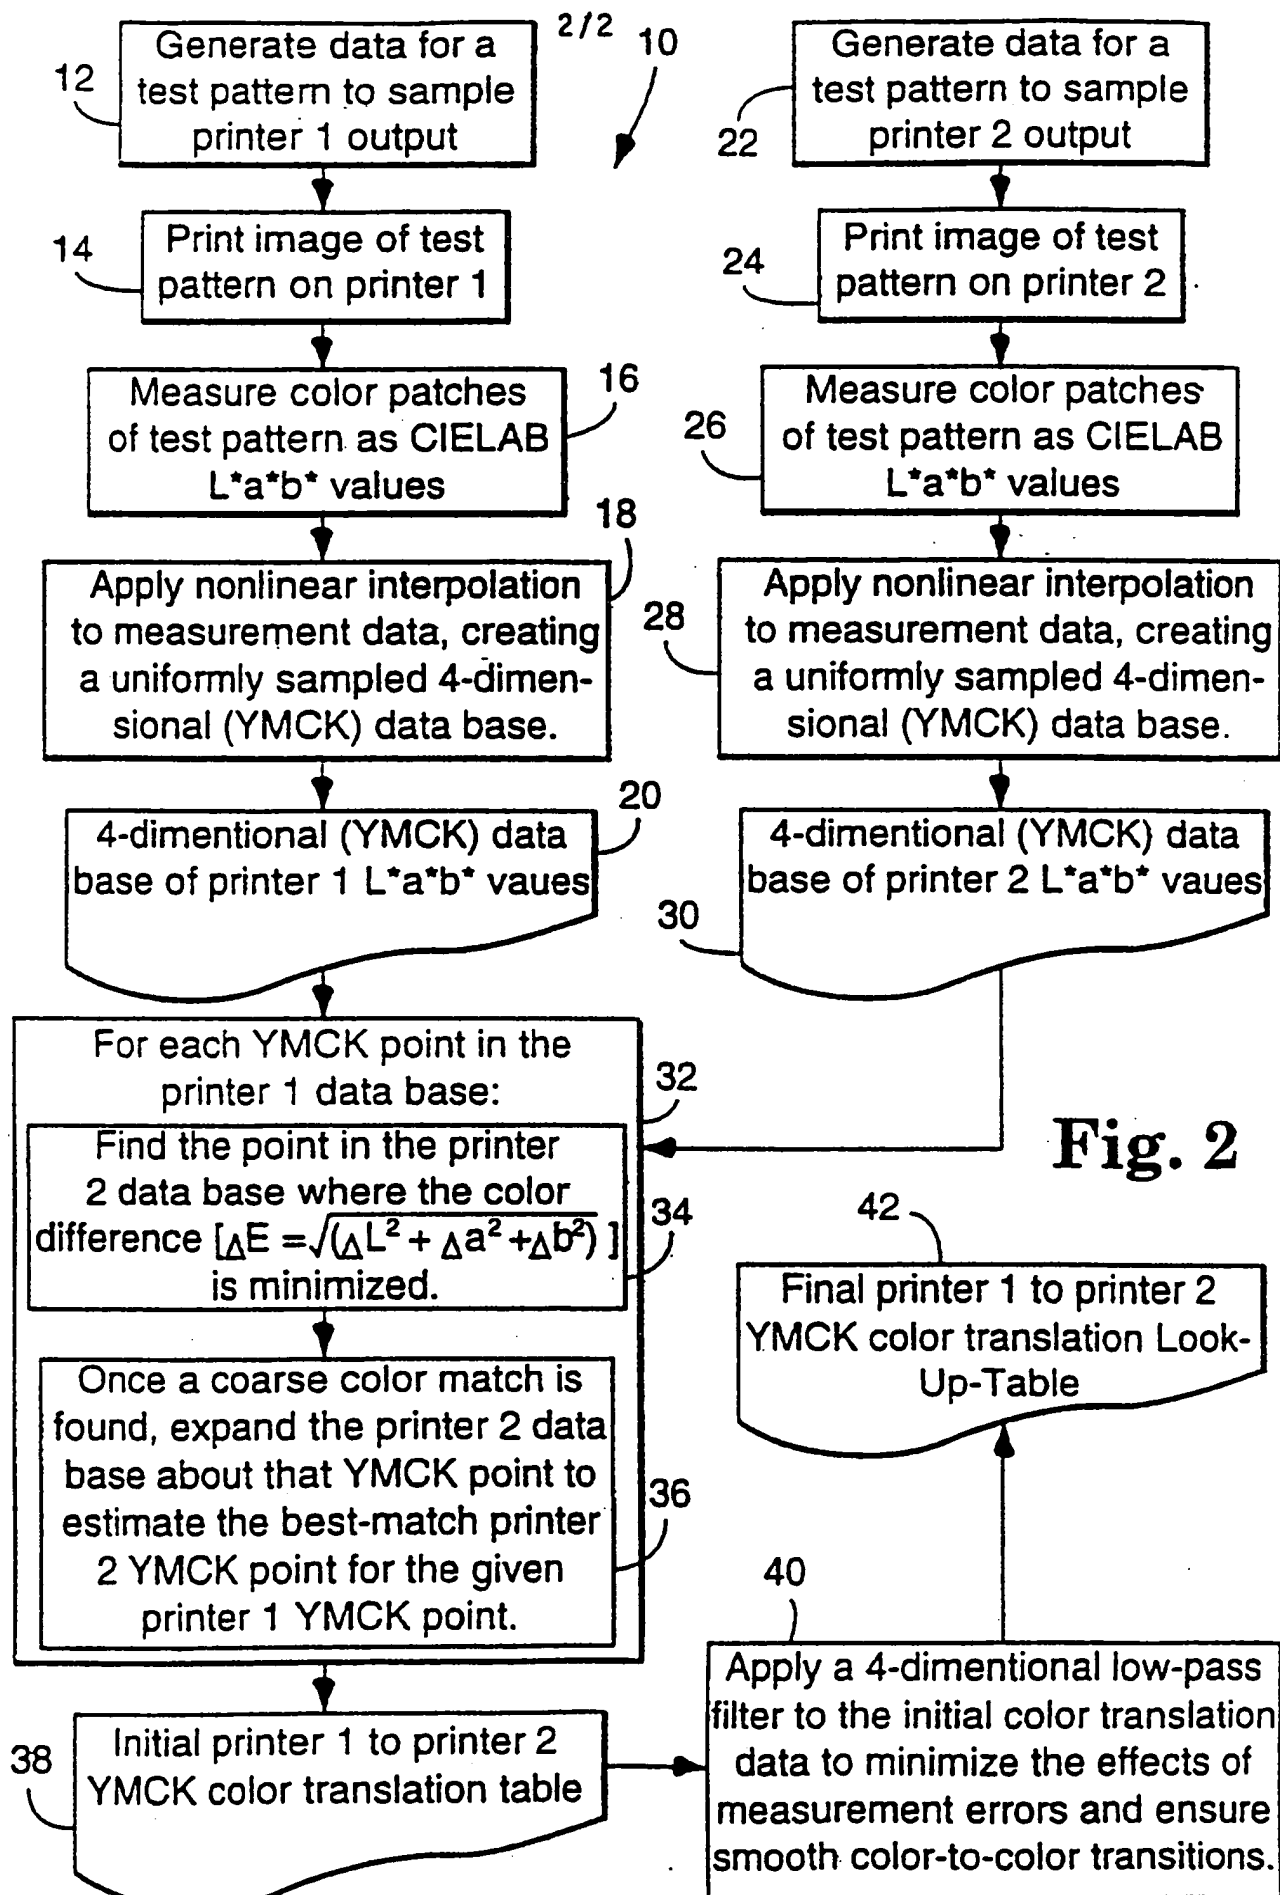 2/2
10
12
Generate data for a
test pattern to sample
printer 1 output
14
Print image of test
pattern on printer 1
16
Measure color patches
of test pattern as CIELAB
L*a*b* values
18
Apply nonlinear interpolation
to measurement data, creating
a uniformly sampled 4-dimen-
sional (YMCK) data base.
20
4-dimentional (YMCK) data
base of printer 1 L*a*b* vaues
22
Generate data for a
test pattern to sample
printer 2 output
24
Print image of test
pattern on printer 2
26
Measure color patches
of test pattern as CIELAB
L*a*b* values
28
Apply nonlinear interpolation
to measurement data, creating
a uniformly sampled 4-dimen-
sional (YMCK) data base.
30
4-dimentional (YMCK) data
base of printer 2 L*a*b* vaues
32
For each YMCK point in the
printer 1 data base:
34
Find the point in the printer
2 data base where the color
difference [ΔE =√(ΔL² + Δa² +Δb²) ]
is minimized.
36
Once a coarse color match is
found, expand the printer 2 data
base about that YMCK point to
estimate the best-match printer
2 YMCK point for the given
printer 1 YMCK point.
38
Initial printer 1 to printer 2
YMCK color translation table
40
Apply a 4-dimentional low-pass
filter to the initial color translation
data to minimize the effects of
measurement errors and ensure
smooth color-to-color transitions.
42
Final printer 1 to printer 2
YMCK color translation Look-
Up-Table
Fig. 2